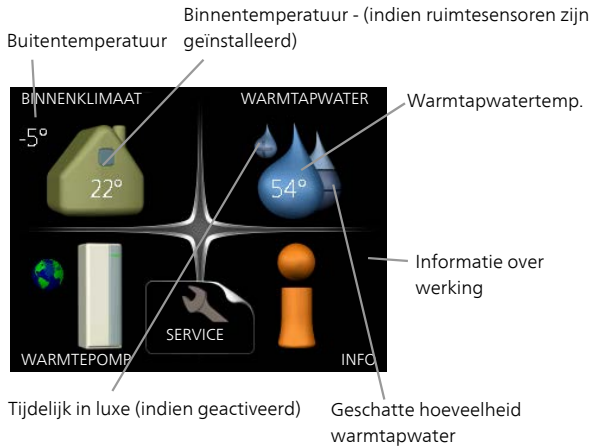 Binnentemperatuur - (indien ruimtesensoren zijn
geïnstalleerd)
Buitentemperatuur
BINNENKLIMAAT
WARMTAPWATER
Warmtapwatertemp.
-5°
22°
54°
Informatie over
werking
SERVICE
WARMTEPOMP
INFO
Tijdelijk in luxe (indien geactiveerd)
Geschatte hoeveelheid
warmtapwater